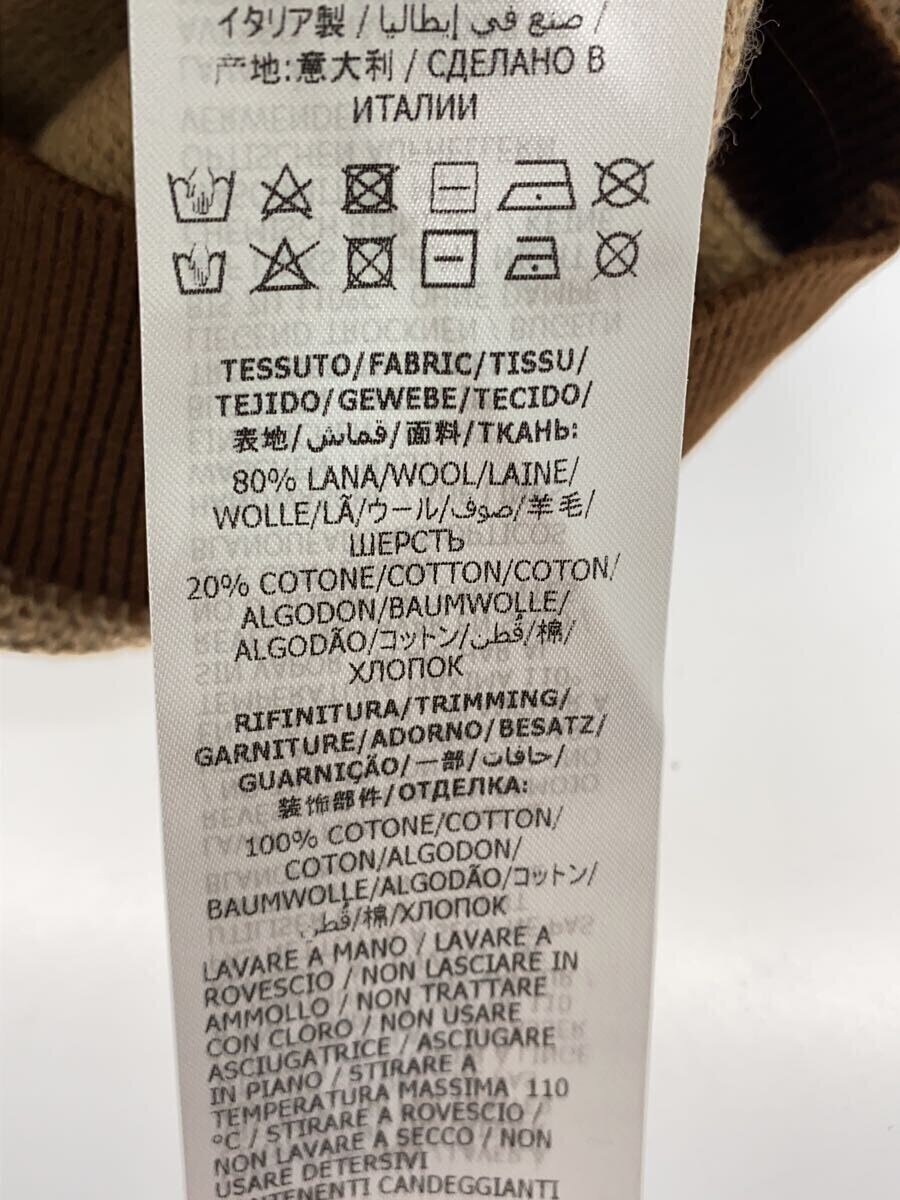 イタリア製 / صنع في إيطاليا /
产地:意大利 / СДЕЛАНО В
ИТАЛИИ
TESSUTO/FABRIC/TISSU/
TEJIDO/GEWEBE/TECIDO/
表地/قماش/面料/ТКАНЬ:
80% LANA/WOOL/LAINE/
WOLLE/LÃ/ウール/صوف/羊毛/
ШЕРСТЬ
20% COTONE/COTTON/COTON/
ALGODON/BAUMWOLLE/
ALGODÃO/コットン/قُطن/棉/
ХЛОПОК
RIFINITURA/TRIMMING/
GARNITURE/ADORNO/BESATZ/
GUARNIÇÃO/一部/حافات/
装饰部件/ОТДЕЛКА:
100% COTONE/COTTON/
COTON/ALGODON/
BAUMWOLLE/ALGODÃO/コットン/
قُطن/棉/ХЛОПОК
LAVARE A MANO / LAVARE A
ROVESCIO / NON LASCIARE IN
AMMOLLO / NON TRATTARE
CON CLORO / NON USARE
ASCIUGATRICE / ASCIUGARE
IN PIANO / STIRARE A
TEMPERATURA MASSIMA 110
°C / STIRARE A ROVESCIO /
NON LAVARE A SECCO / NON
USARE DETERSIVI
CONTENENTI CANDEGGIANTI